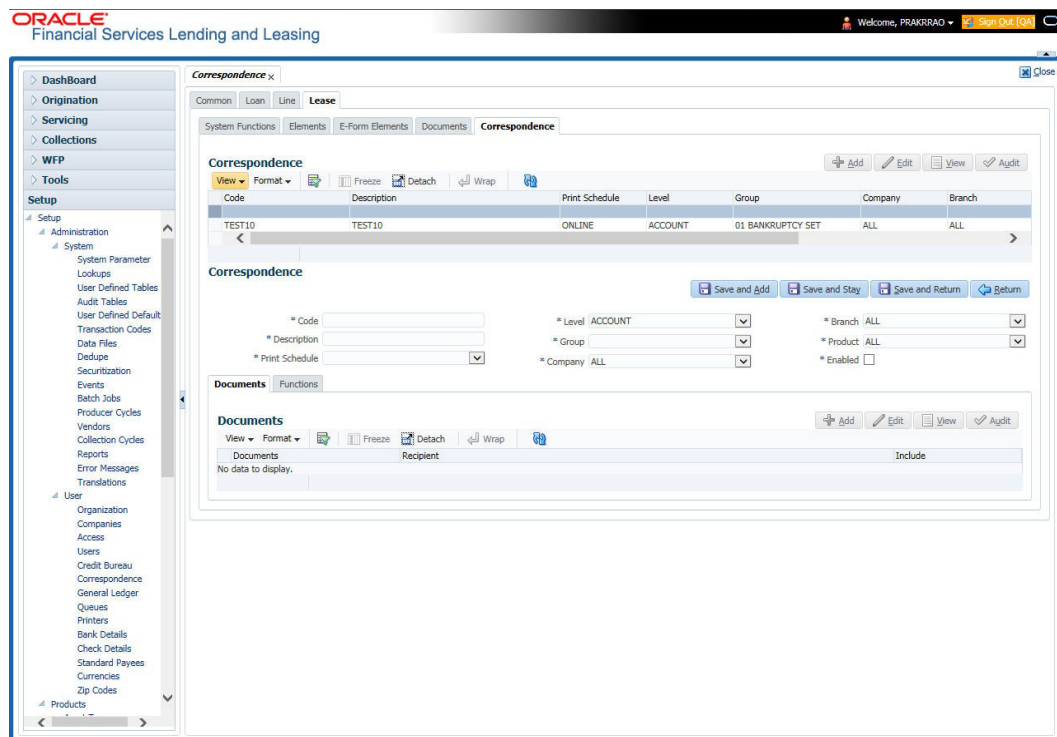 ORACLE
Financial Services Lending and Leasing
Welcome, PRAKRRAO Sign Out [QA]
Close
DashBoard
Origination
Servicing
Collections
WFP
Tools
Setup
Setup
Administration
System
System Parameter
Lookups
User Defined Tables
Audit Tables
User Defined Default
Transaction Codes
Data Files
Dedupe
Securitization
Events
Batch Jobs
Producer Cycles
Vendors
Collection Cycles
Reports
Error Messages
Translations
User
Organization
Companies
Access
Users
Credit Bureau
Correspondence
General Ledger
Queues
Printers
Bank Details
Check Details
Standard Payees
Currencies
Zip Codes
Products
Correspondence x
Common Loan Line Lease
System Functions Elements E-Form Elements Documents Correspondence
Correspondence
Add Edit View Audit
View Format Freeze Detach Wrap
Code Description Print Schedule Level Group Company Branch
TEST10 TEST10 ONLINE ACCOUNT 01 BANKRUPTCY SET ALL ALL
Correspondence
Save and Add Save and Stay Save and Return Return
* Code * Level ACCOUNT * Branch ALL
* Description * Group * Product ALL
* Print Schedule * Company ALL * Enabled
Documents Functions
Documents
Add Edit View Audit
View Format Freeze Detach Wrap
Documents Recipient Include
No data to display.